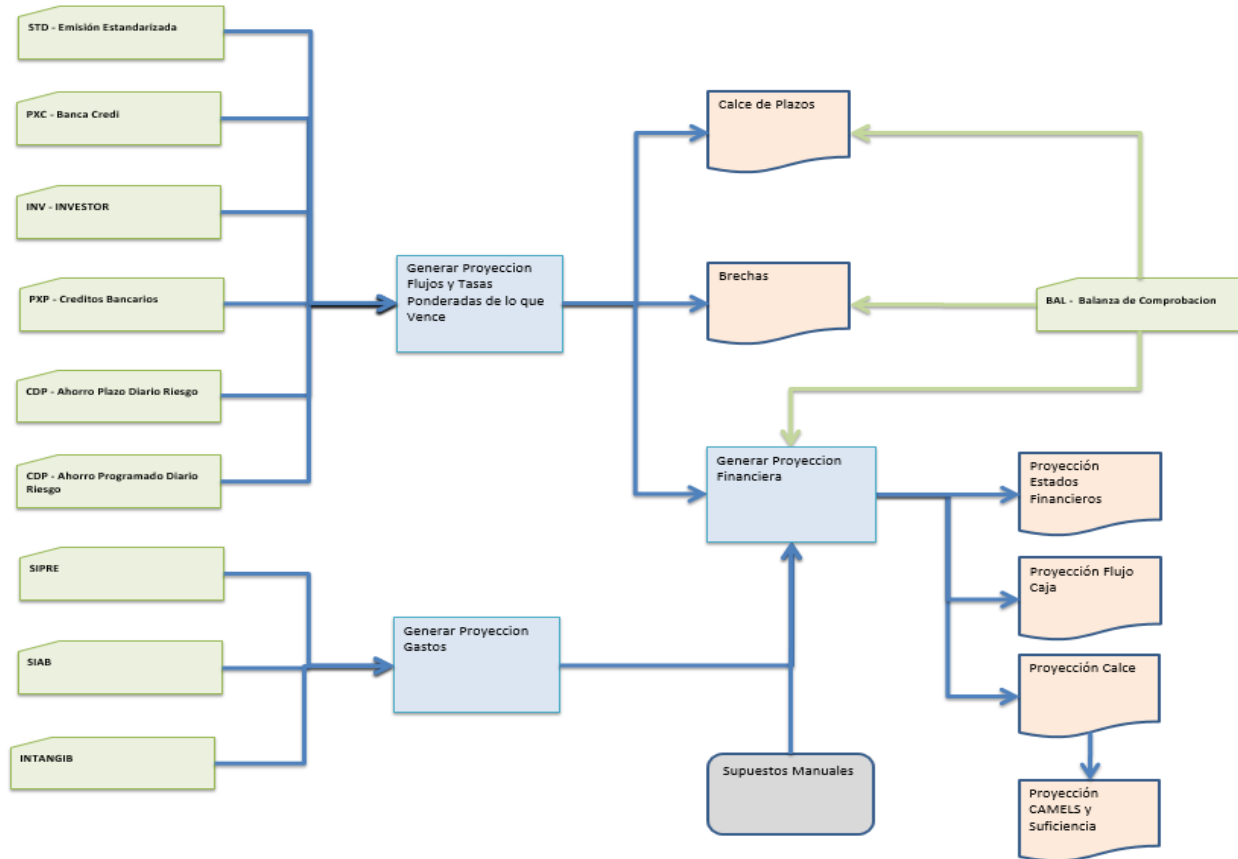 STD - Emisión Estandarizada
PXC - Banca Credi
INV - INVESTOR
PXP - Creditos Bancarios
CDP - Ahorro Plazo Diario Riesgo
CDP - Ahorro Programado Diario
Riesgo
SIPRE
SIAB
INTANGIB
Generar Proyeccion
Flujos y Tasas
Ponderadas de lo que
Vence
Generar Proyeccion
Gastos
Calce de Plazos
Brechas
Generar Proyeccion
Financiera
Supuestos Manuales
BAL - Balanza de Comprobacion
Proyección
Estados
Financieros
Proyección Flujo
Caja
Proyección Calce
Proyección
CAMELS y
Suficiencia